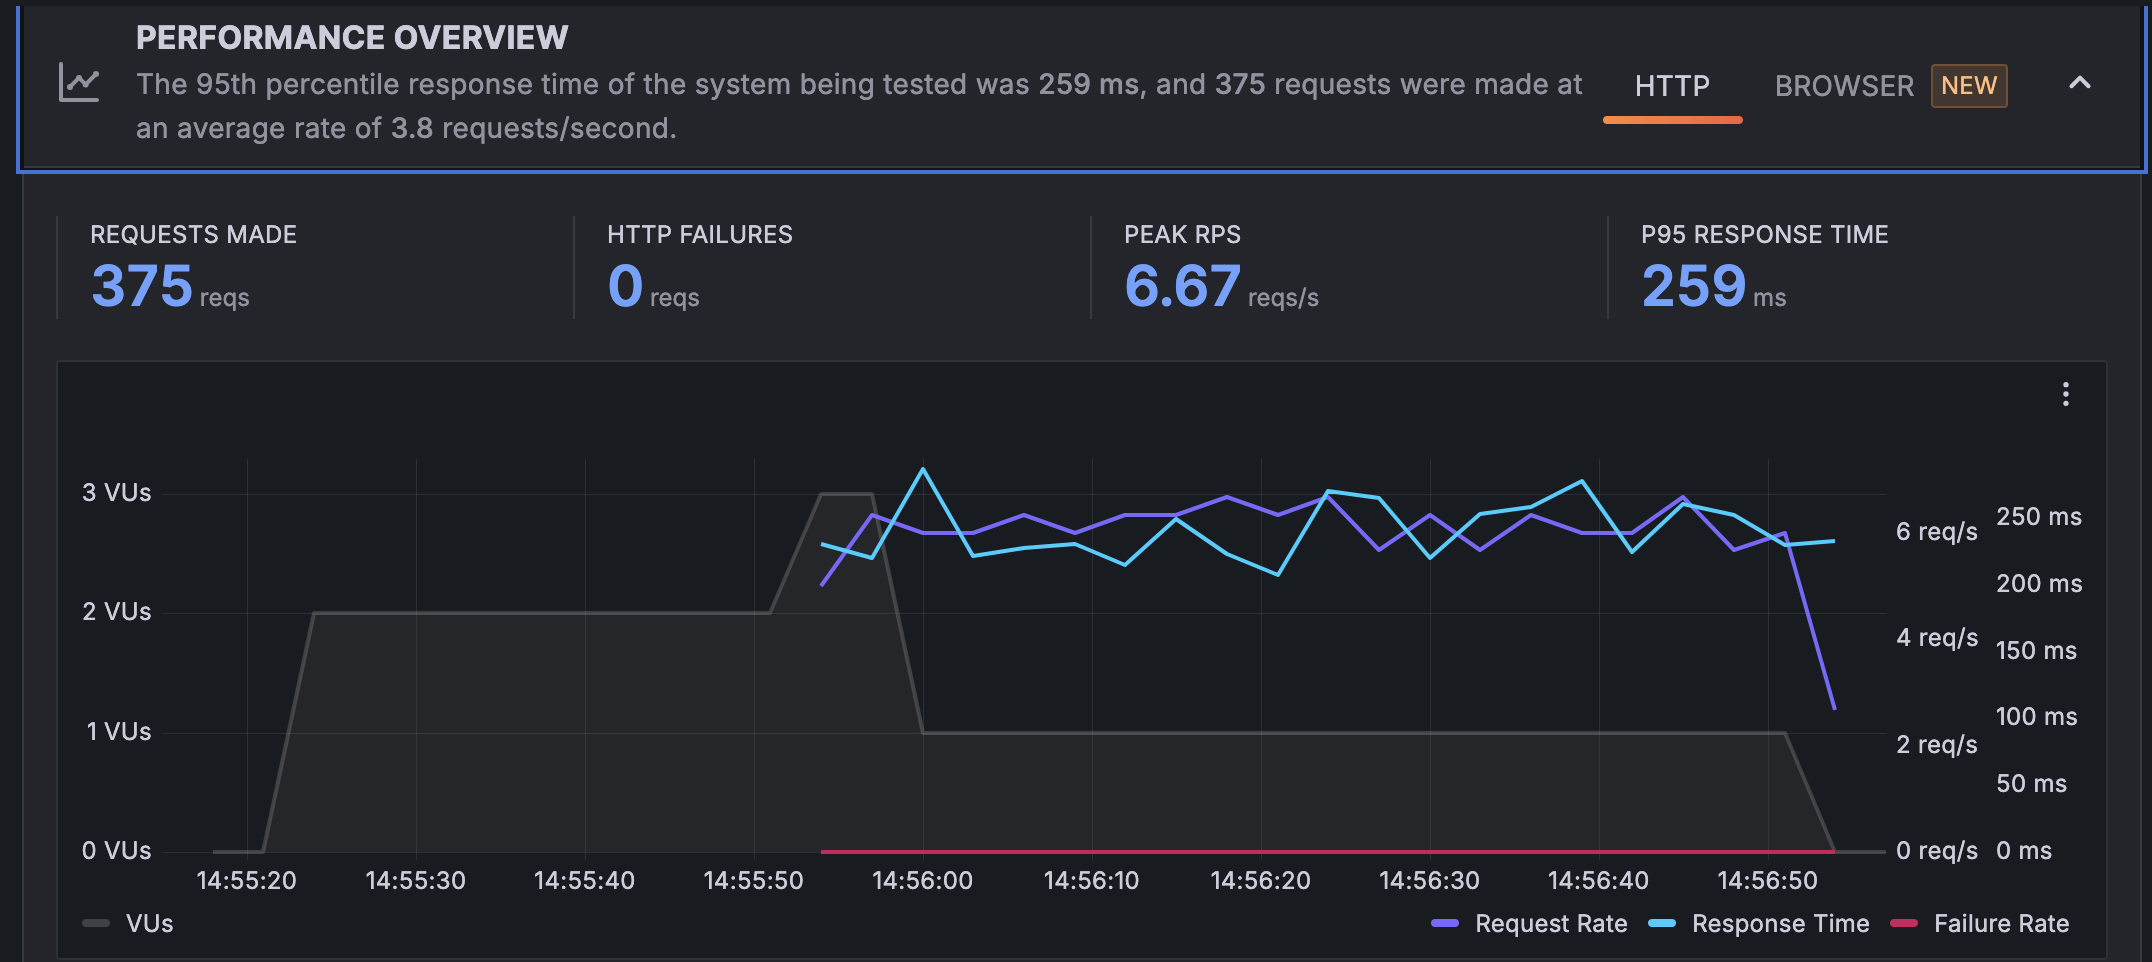 PERFORMANCE OVERVIEW
The 95th percentile response time of the system being tested was 259 ms, and 375 requests were made at
an average rate of 3.8 requests/second.
HTTP
BROWSER NEW
REQUESTS MADE
375 reqs
HTTP FAILURES
0 reqs
PEAK RPS
6.67 reqs/s
P95 RESPONSE TIME
259 ms
3 VUs
2 VUs
1 VUs
0 VUs
6 req/s
4 req/s
2 req/s
0 req/s
250 ms
200 ms
150 ms
100 ms
50 ms
0 ms
14:55:20
14:55:30
14:55:40
14:55:50
14:56:00
14:56:10
14:56:20
14:56:30
14:56:40
14:56:50
VUs
Request Rate
Response Time
Failure Rate